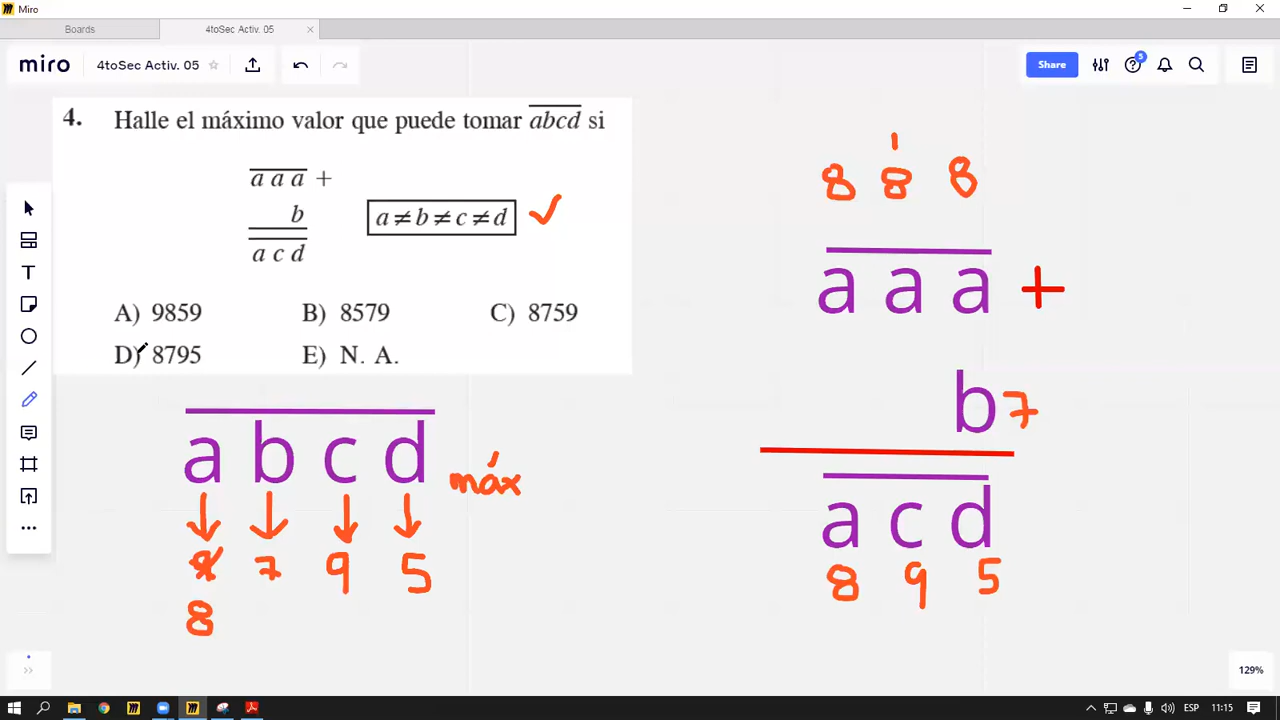 Miro
Boards
4toSec Activ. 05
miro
4toSec Activ. 05
Share
5
4. Halle el máximo valor que puede tomar abcd si
a a a +
b
a c d
a ≠ b ≠ c ≠ d ✓
A) 9859 B) 8579 C) 8759
D) 8795 E) N. A.
a b c d máx
7 9 5
8
1
8 8 8
a a a +
b 7
a c d
8 9 5
129%
ESP 11:15